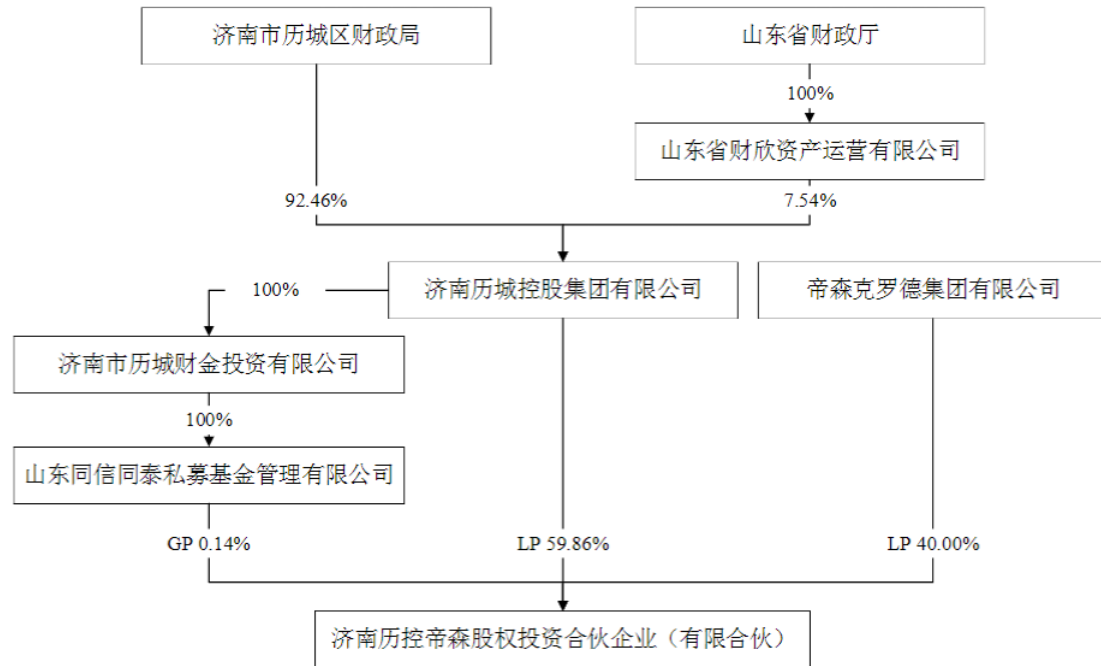 济南市历城区财政局
山东省财政厅
100%
山东省财欣资产运营有限公司
92.46%
7.54%
100%
济南历城控股集团有限公司
帝森克罗德集团有限公司
济南市历城财金投资有限公司
100%
山东同信同泰私募基金管理有限公司
GP 0.14%
LP 59.86%
LP 40.00%
济南历控帝森股权投资合伙企业（有限合伙）